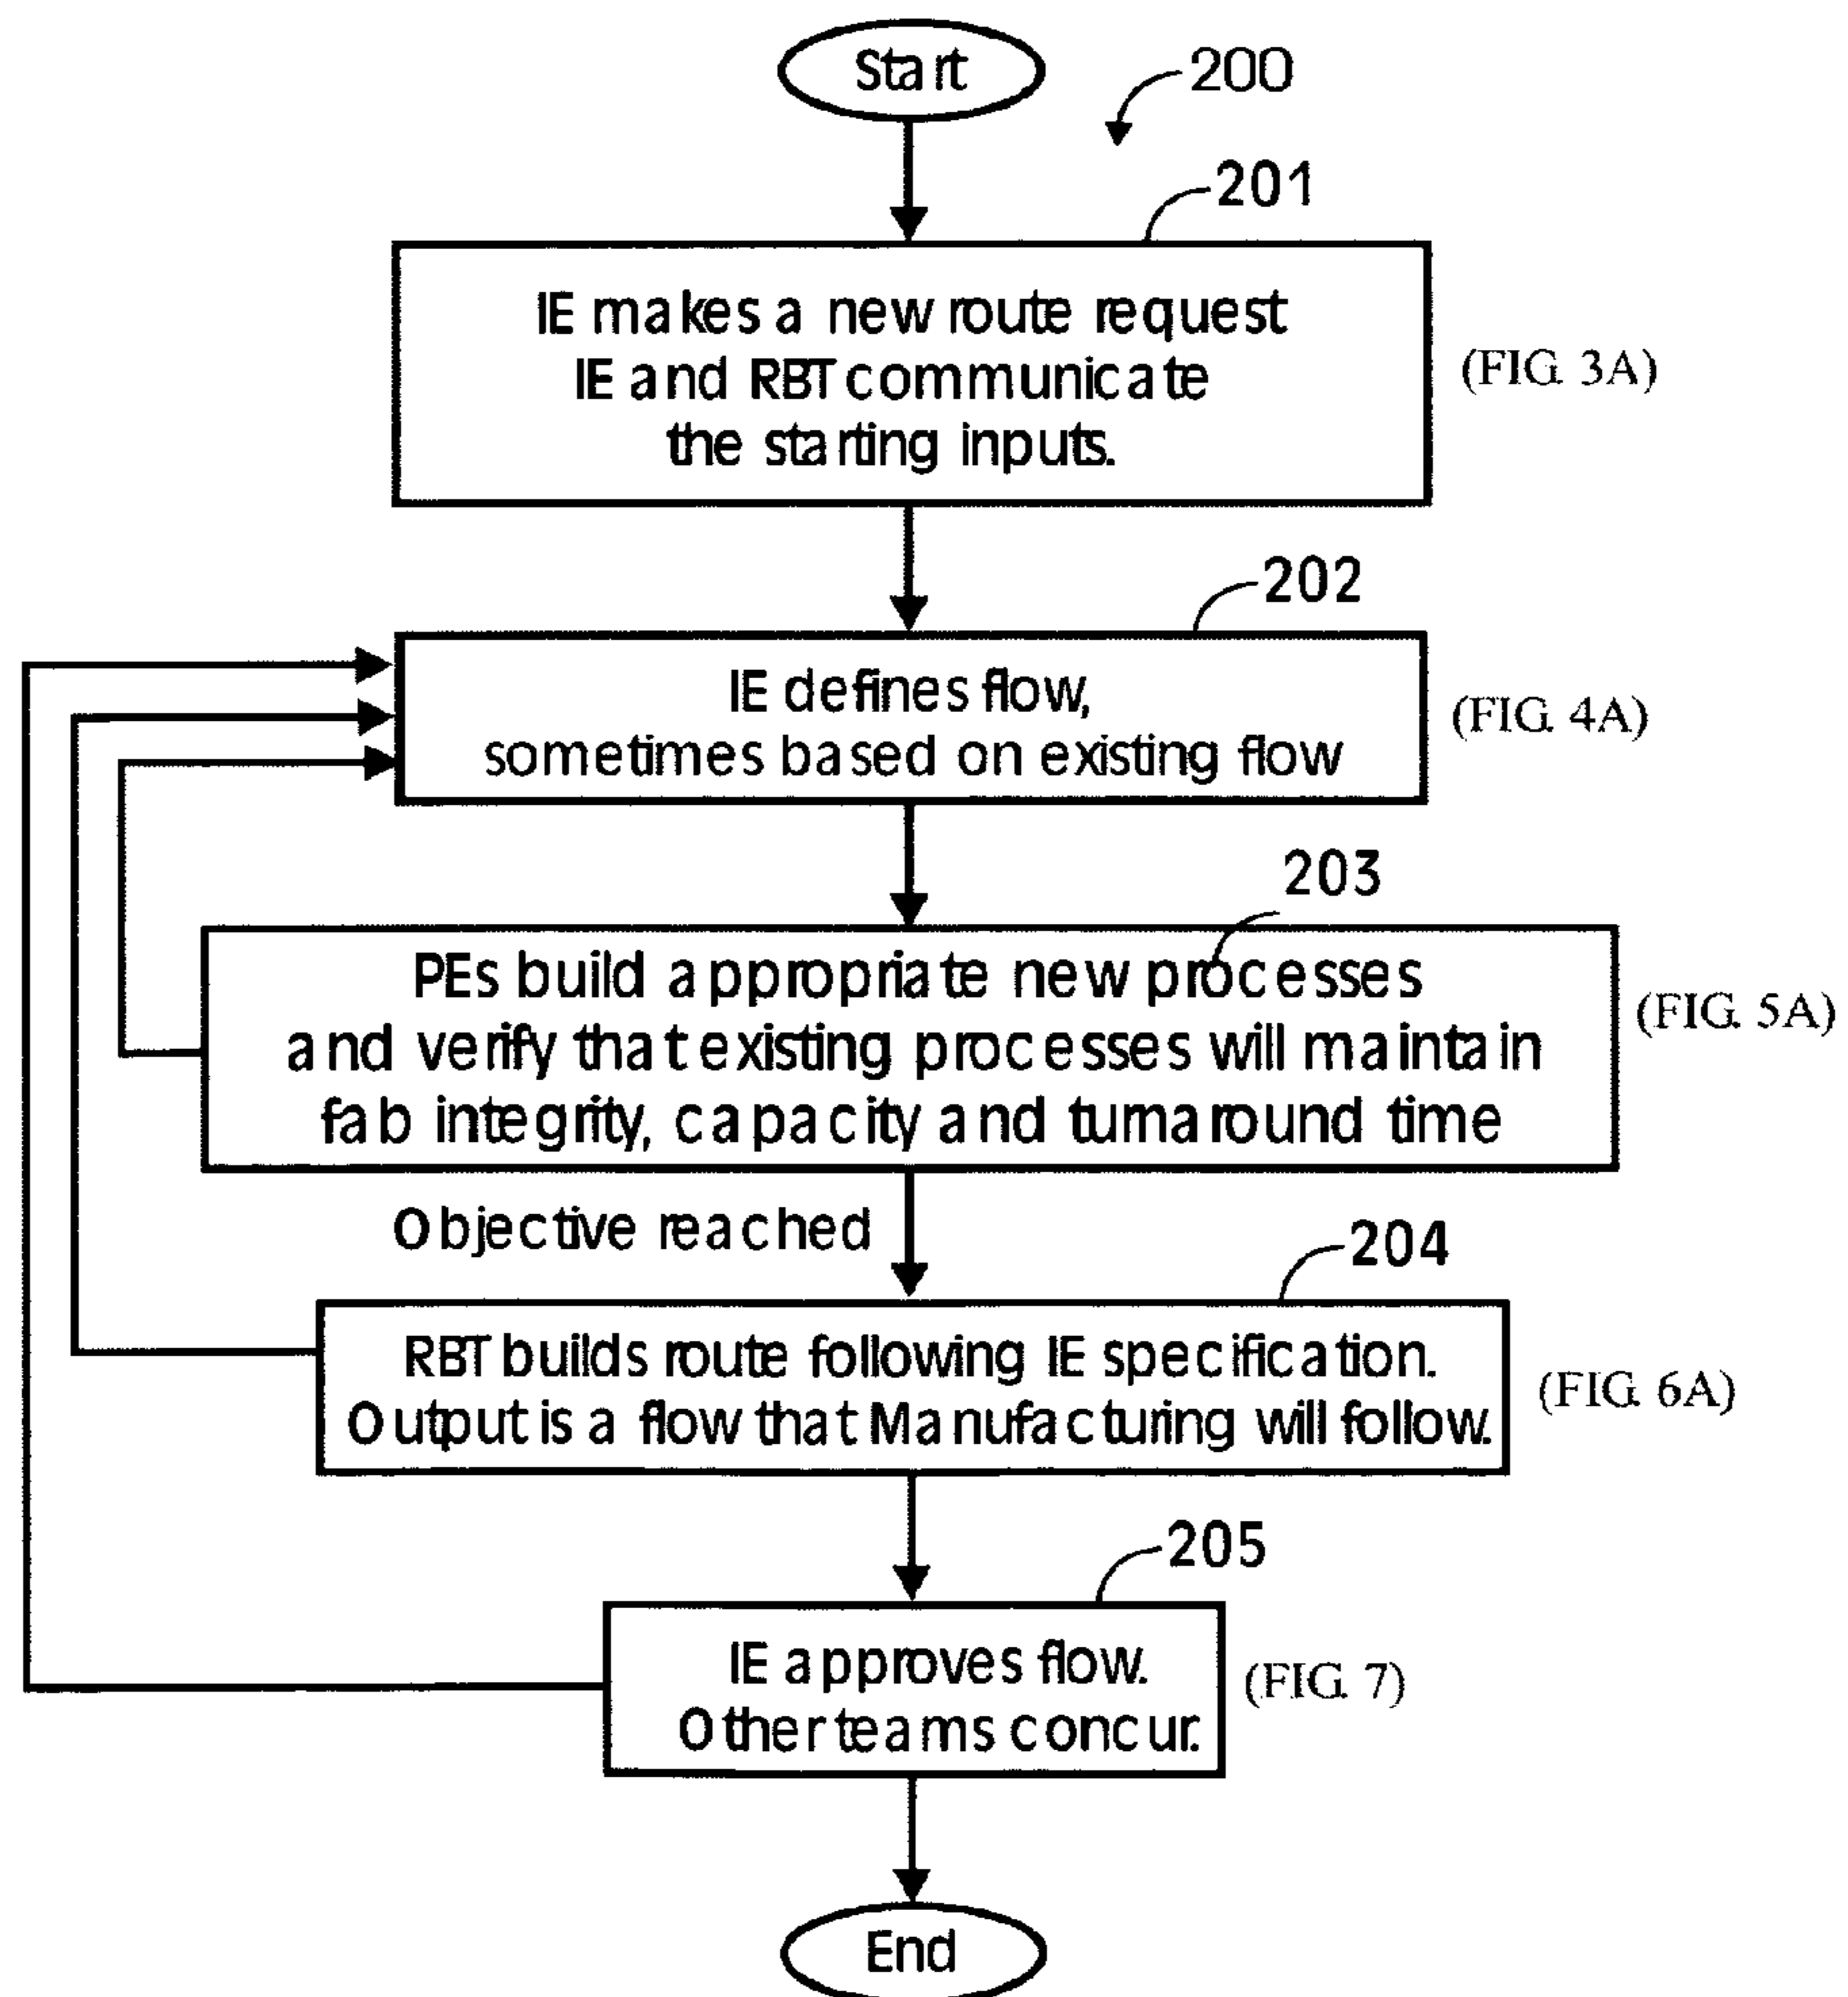 Start
200
201
IE makes a new route request
IE and RBT communicate
the starting inputs.
(FIG. 3A)
202
IE defines flow,
sometimes based on existing flow
(FIG. 4A)
203
PEs build appropriate new processes
and verify that existing processes will maintain
fab integrity, capacity and turnaround time
(FIG. 5A)
Objective reached
204
RBT builds route following IE specification.
Output is a flow that Manufacturing will follow.
(FIG. 6A)
205
IE approves flow.
Other teams concur.
(FIG. 7)
End